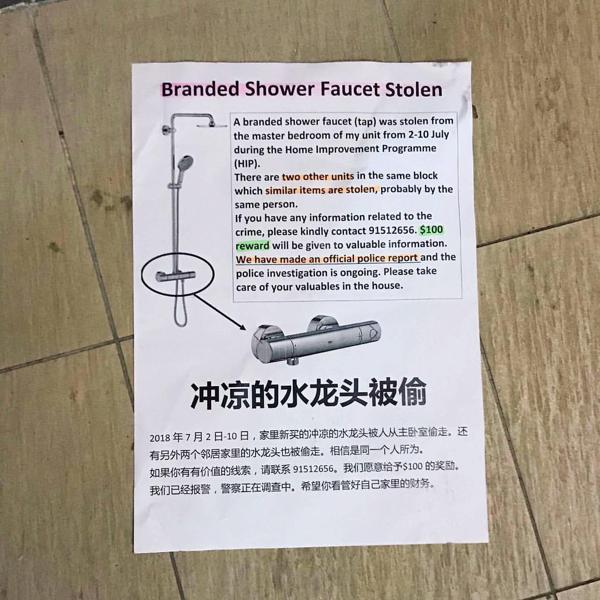 Branded Shower Faucet Stolen
A branded shower faucet (tap) was stolen from
the master bedroom of my unit from 2-10 July
during the Home Improvement Programme
(HIP).
There are two other units in the same block
which similar items are stolen, probably by the
same person.
If you have any information related to the
crime, please kindly contact 91512656. $100
reward will be given to valuable information.
We have made an official police report and the
police investigation is ongoing. Please take
care of your valuables in the house.
冲凉的水龙头被偷
2018 年 7 月 2 日-10 日，家里新买的冲凉的水龙头被人从主卧室偷走。还
有另外两个邻居家里的水龙头也被偷走。相信是同一个人所为。
如果你有有价值的线索，请联系 91512656。我们愿意给予$100 的奖励。
我们已经报警，警察正在调查中。希望你看管好自己家里的财务。